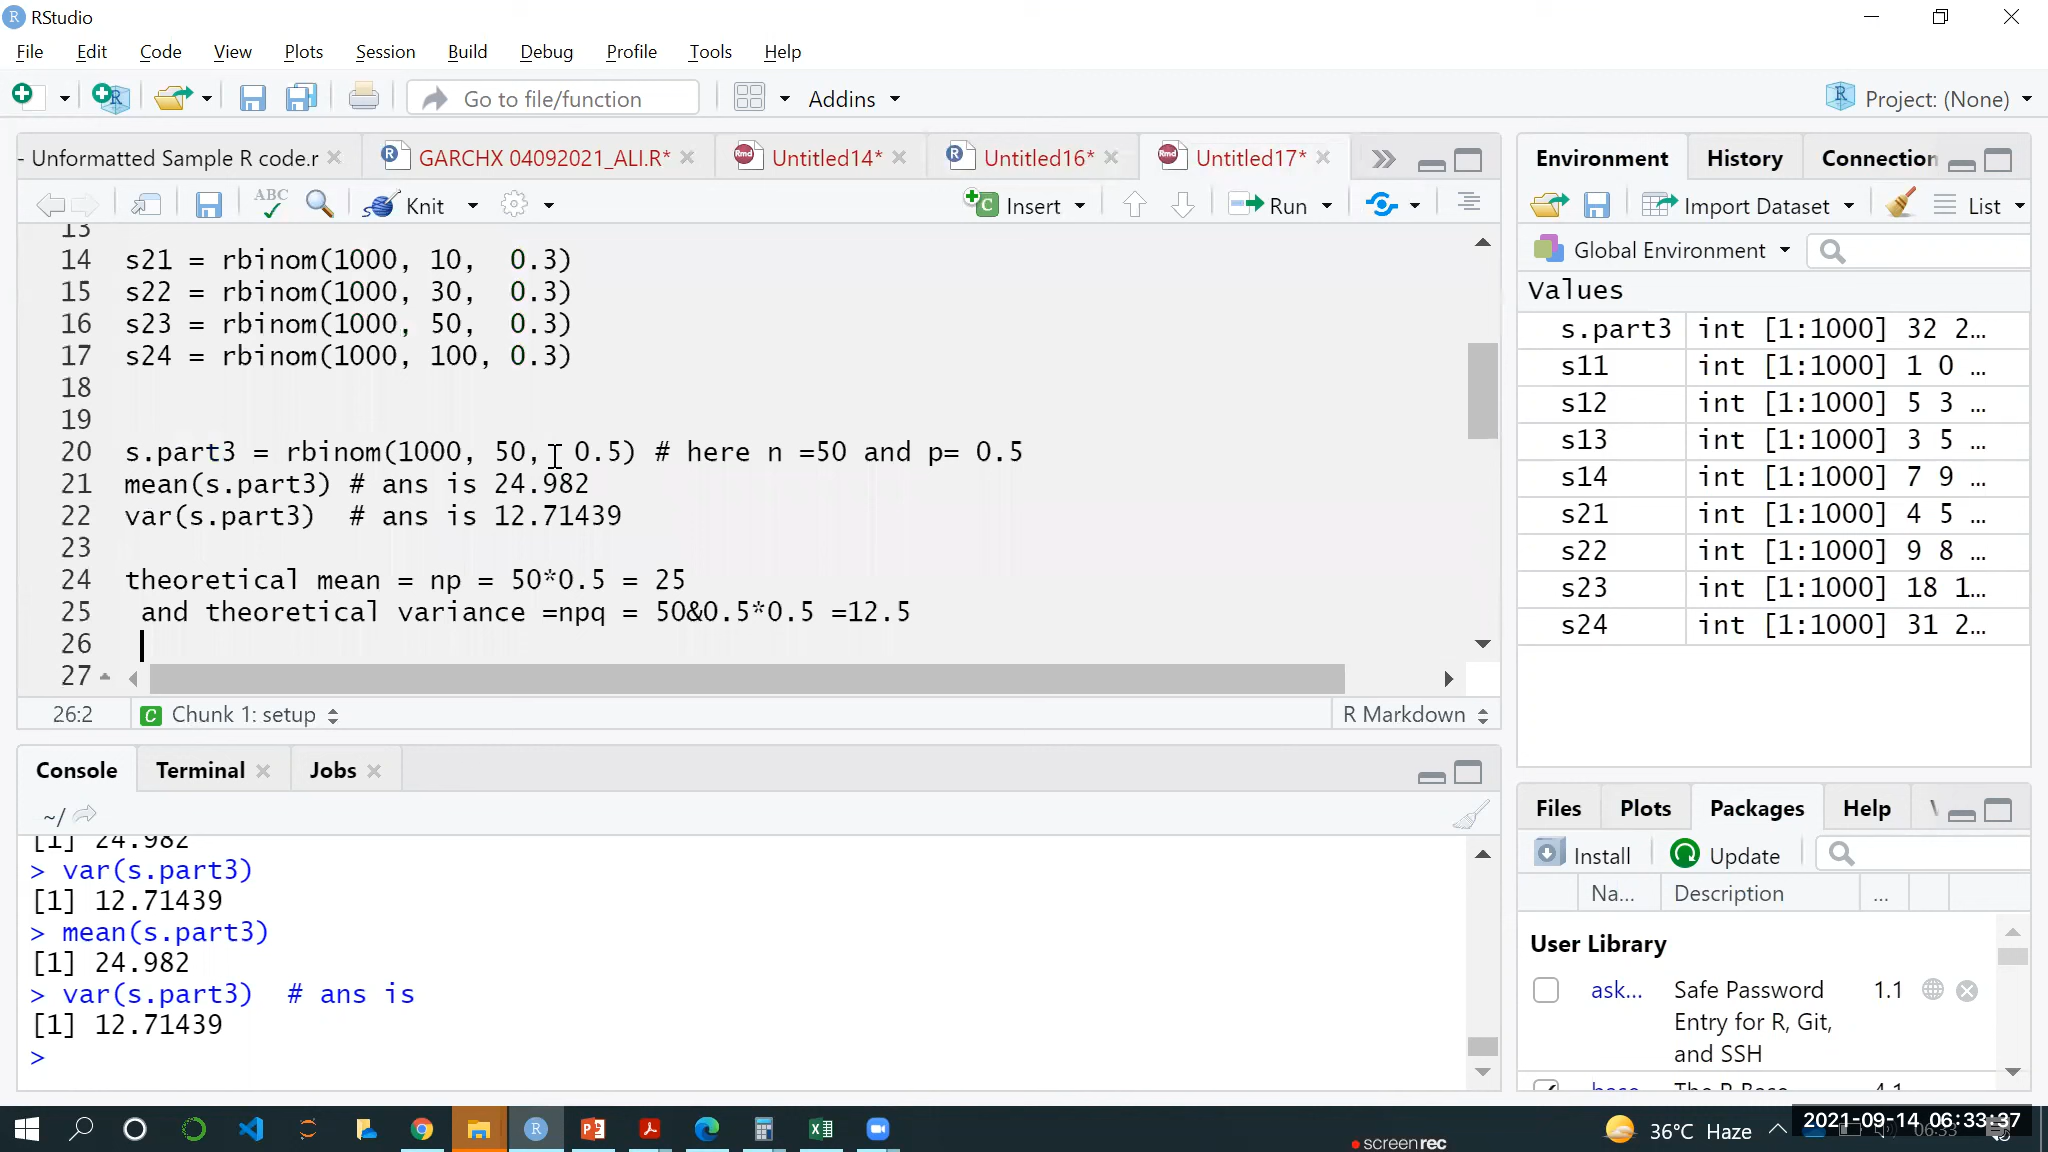 RStudio
File Edit Code View Plots Session Build Debug Profile Tools Help
Go to file/function Addins Project: (None)
- Unformatted Sample R code.r GARCHX 04092021_ALI.R* Untitled14* Untitled16* Untitled17*
ABC Knit Insert Run
13
14 s21 = rbinom(1000, 10, 0.3)
15 s22 = rbinom(1000, 30, 0.3)
16 s23 = rbinom(1000, 50, 0.3)
17 s24 = rbinom(1000, 100, 0.3)
18
19
20 s.part3 = rbinom(1000, 50, 0.5) # here n =50 and p= 0.5
21 mean(s.part3) # ans is 24.982
22 var(s.part3) # ans is 12.71439
23
24 theoretical mean = np = 50*0.5 = 25
25 and theoretical variance =npq = 50&0.5*0.5 =12.5
26
27
26:2 Chunk 1: setup R Markdown
Console Terminal Jobs
~/
[1] 24.982
> var(s.part3)
[1] 12.71439
> mean(s.part3)
[1] 24.982
> var(s.part3) # ans is
[1] 12.71439
>
Environment History Connection
Import Dataset List
Global Environment
Values
s.part3 int [1:1000] 32 2…
s11 int [1:1000] 1 0 …
s12 int [1:1000] 5 3 …
s13 int [1:1000] 3 5 …
s14 int [1:1000] 7 9 …
s21 int [1:1000] 4 5 …
s22 int [1:1000] 9 8 …
s23 int [1:1000] 18 1…
s24 int [1:1000] 31 2…
Files Plots Packages Help
Install Update
Na... Description ...
User Library
ask... Safe Password
Entry for R, Git,
and SSH 1.1
36°C Haze
2021-09-14 06:33:37
screenrec